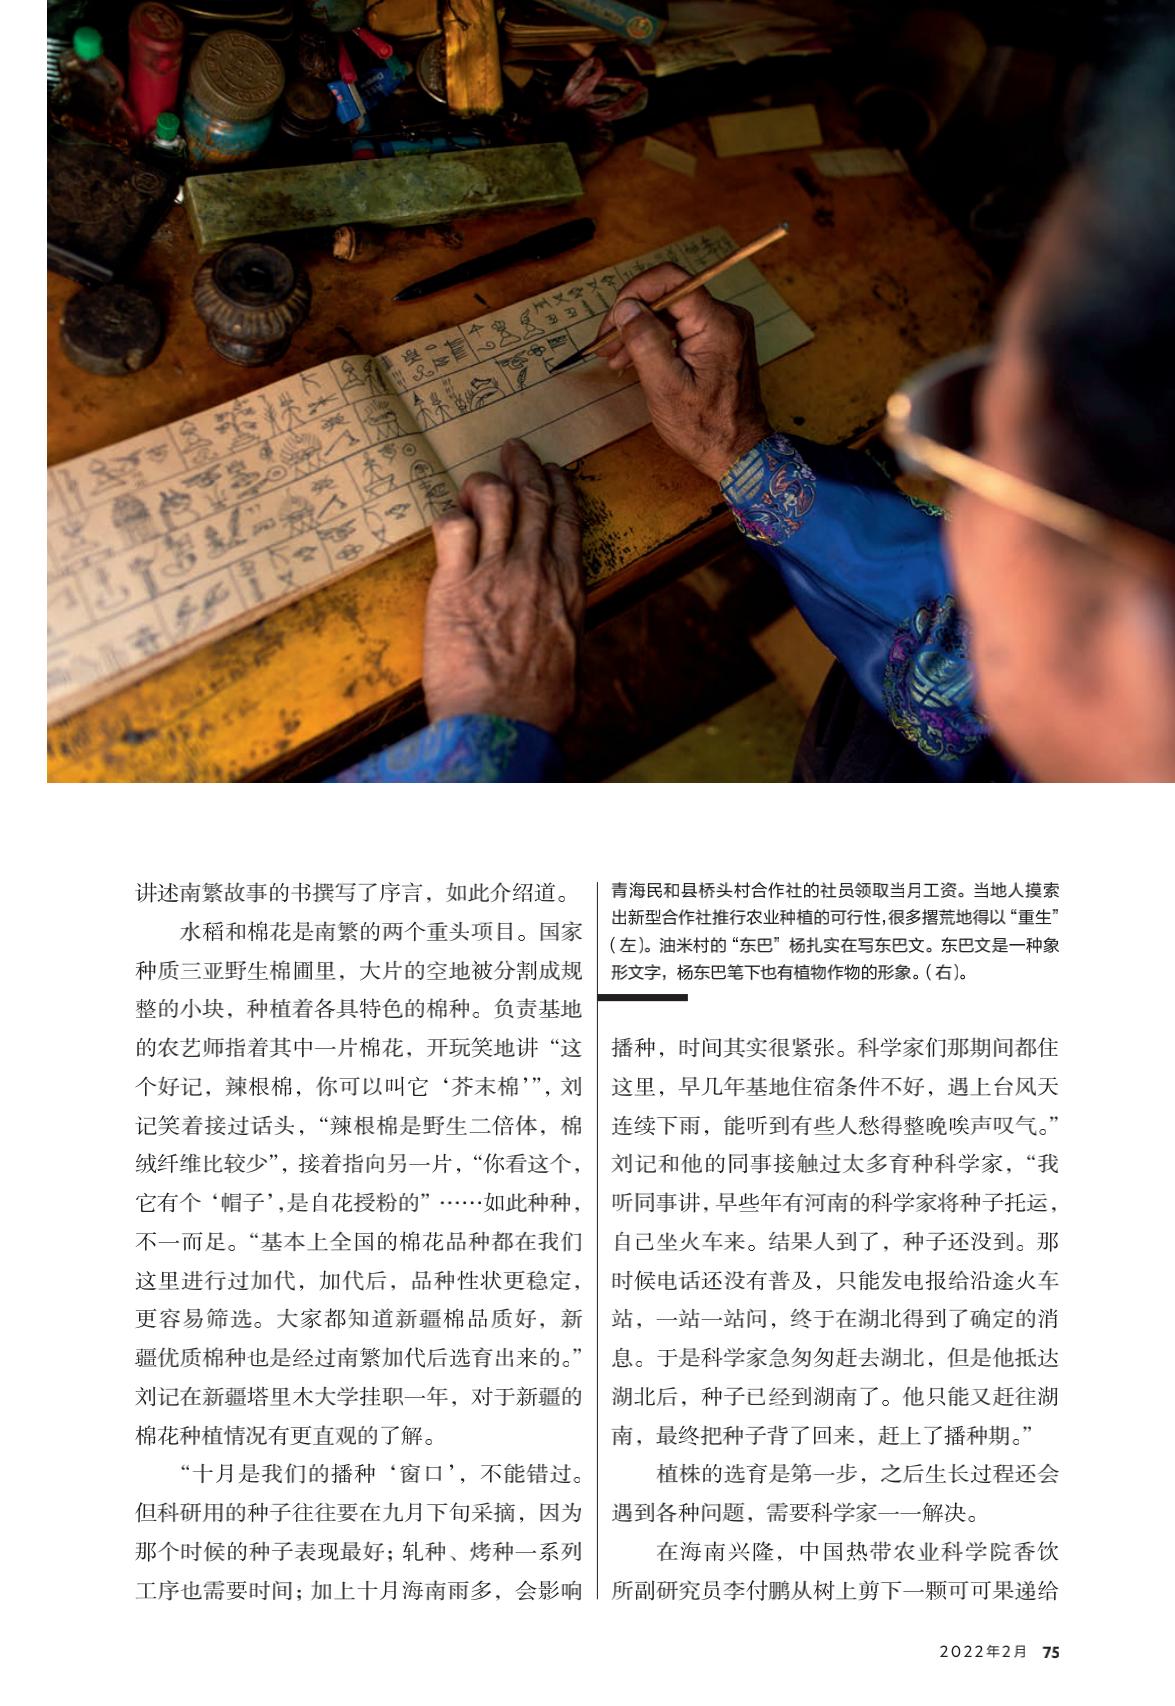 讲述南繁故事的书撰写了序言，如此介绍道。
水稻和棉花是南繁的两个重头项目。国家
种质三亚野生棉圃里，大片的空地被分割成规
整的小块，种植着各具特色的棉种。负责基地
的农艺师指着其中一片棉花，开玩笑地讲“这
个好记，辣根棉，你可以叫它‘芥末棉’”，刘
记笑着接过话头，“辣根棉是野生二倍体，棉
绒纤维比较少”，接着指向另一片，“你看这个，
它有个‘帽子’，是自花授粉的”……如此种种，
不一而足。“基本上全国的棉花品种都在我们
这里进行过加代，加代后，品种性状更稳定，
更容易筛选。大家都知道新疆棉品质好，新
疆优质棉种也是经过南繁加代后选育出来的。”
刘记在新疆塔里木大学挂职一年，对于新疆的
棉花种植情况有更直观的了解。
“十月是我们的播种‘窗口’，不能错过。
但科研用的种子往往要在九月下旬采摘，因为
那个时候的种子表现最好；轧种、烤种一系列
工序也需要时间；加上十月海南雨多，会影响
青海民和县桥头村合作社的社员领取当月工资。当地人摸索
出新型合作社推行农业种植的可行性，很多撂荒地得以“重生”
（左）。油米村的“东巴”杨扎实在写东巴文。东巴文是一种象
形文字，杨东巴笔下也有植物作物的形象。（右）。
播种，时间其实很紧张。科学家们那期间都住
这里，早几年基地住宿条件不好，遇上台风天
连续下雨，能听到有些人愁得整晚唉声叹气。”
刘记和他的同事接触过太多育种科学家，“我
听同事讲，早些年有河南的科学家将种子托运，
自己坐火车来。结果人到了，种子还没到。那
时候电话还没有普及，只能发电报给沿途火车
站，一站一站问，终于在湖北得到了确定的消
息。于是科学家急匆匆赶去湖北，但是他抵达
湖北后，种子已经到湖南了。他只能又赶往湖
南，最终把种子背了回来，赶上了播种期。”
植株的选育是第一步，之后生长过程还会
遇到各种问题，需要科学家一一解决。
在海南兴隆，中国热带农业科学院香饮
所副研究员李付鹏从树上剪下一颗可可果递给
2022年2月 75